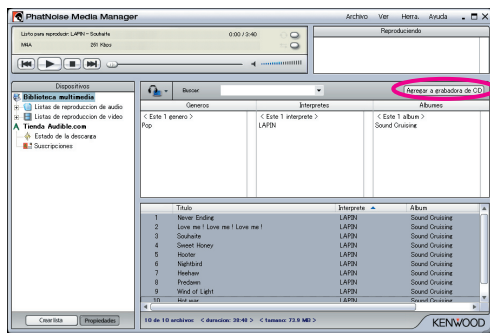 PhatNoise Media Manager
Archivo Ver Herra. Ayuda
Listo para reproducir: LAPIN - Souhaite 0:00 / 3:40
M4A 261 Kbps
Reproduciendo
Dispositivos
Biblioteca multimedia
Listas de reproduccion de audio
Listas de reproduccion de video
Tienda Audible.com
Estado de la descarga
Suscripciones
Buscar
Agregar a grabadora de CD
Generos Interpretes Albumes
< Este 1 genero > < Este 1 interprete > < Este 1 album >
Pop LAPIN Sound Cruising
Titulo Interprete Album
1 Never Ending LAPIN Sound Cruising
2 Love me ! Love me ! Love me ! LAPIN Sound Cruising
3 Souhaite LAPIN Sound Cruising
4 Sweet Honey LAPIN Sound Cruising
5 Hooter LAPIN Sound Cruising
6 Nightbird LAPIN Sound Cruising
7 Heehaw LAPIN Sound Cruising
8 Predawn LAPIN Sound Cruising
9 Wind of Light LAPIN Sound Cruising
10 LAPIN Sound Cruising
Crear lista Propiedades
10 de 10 archivos: < duracion: 39:40 > < tamano: 73.9 MB >
KENWOOD